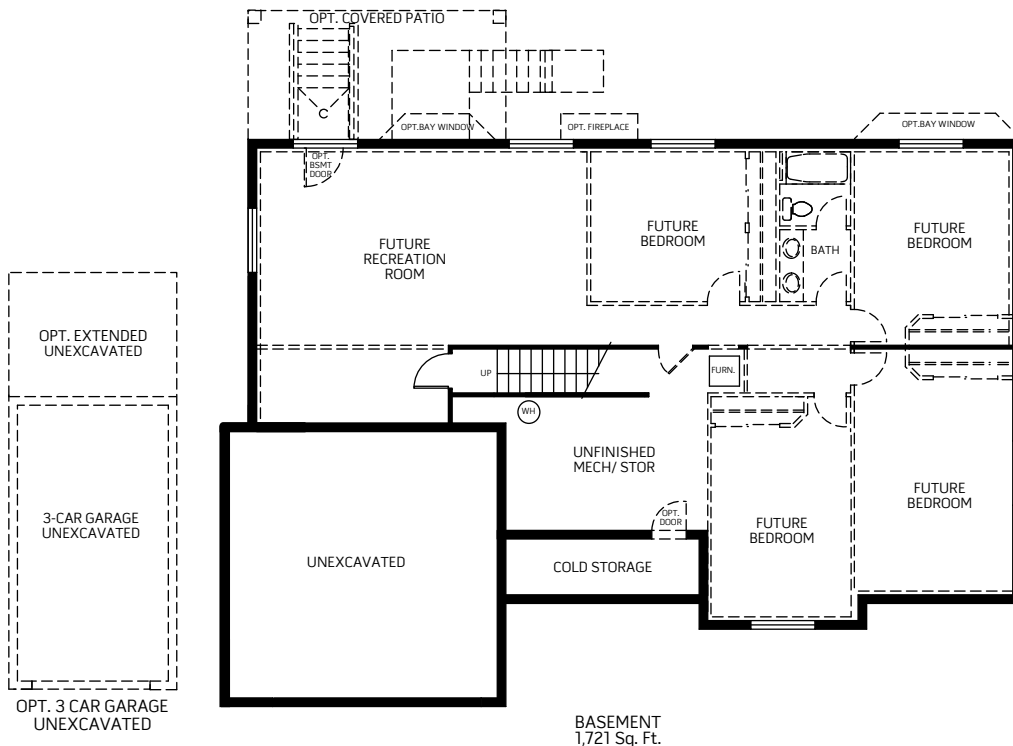 OPT. COVERED PATIO
OPT.BAY WINDOW
OPT. FIREPLACE
OPT.BAY WINDOW
OPT.
BSMT
DOOR
FUTURE
RECREATION
ROOM
FUTURE
BEDROOM
BATH
FUTURE
BEDROOM
OPT. EXTENDED
UNEXCAVATED
UP
FURN.
WH
UNFINISHED
MECH/ STOR
FUTURE
BEDROOM
3-CAR GARAGE
UNEXCAVATED
OPT.
DOOR
FUTURE
BEDROOM
UNEXCAVATED
COLD STORAGE
OPT. 3 CAR GARAGE
UNEXCAVATED
BASEMENT
1,721 Sq. Ft.